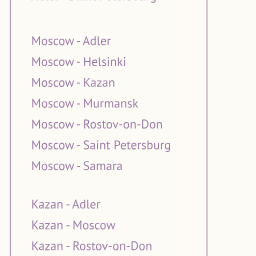 Moscow - Adler
Moscow - Helsinki
Moscow - Kazan
Moscow - Murmansk
Moscow - Rostov-on-Don
Moscow - Saint Petersburg
Moscow - Samara
Kazan - Adler
Kazan - Moscow
Kazan - Rostov-on-Don